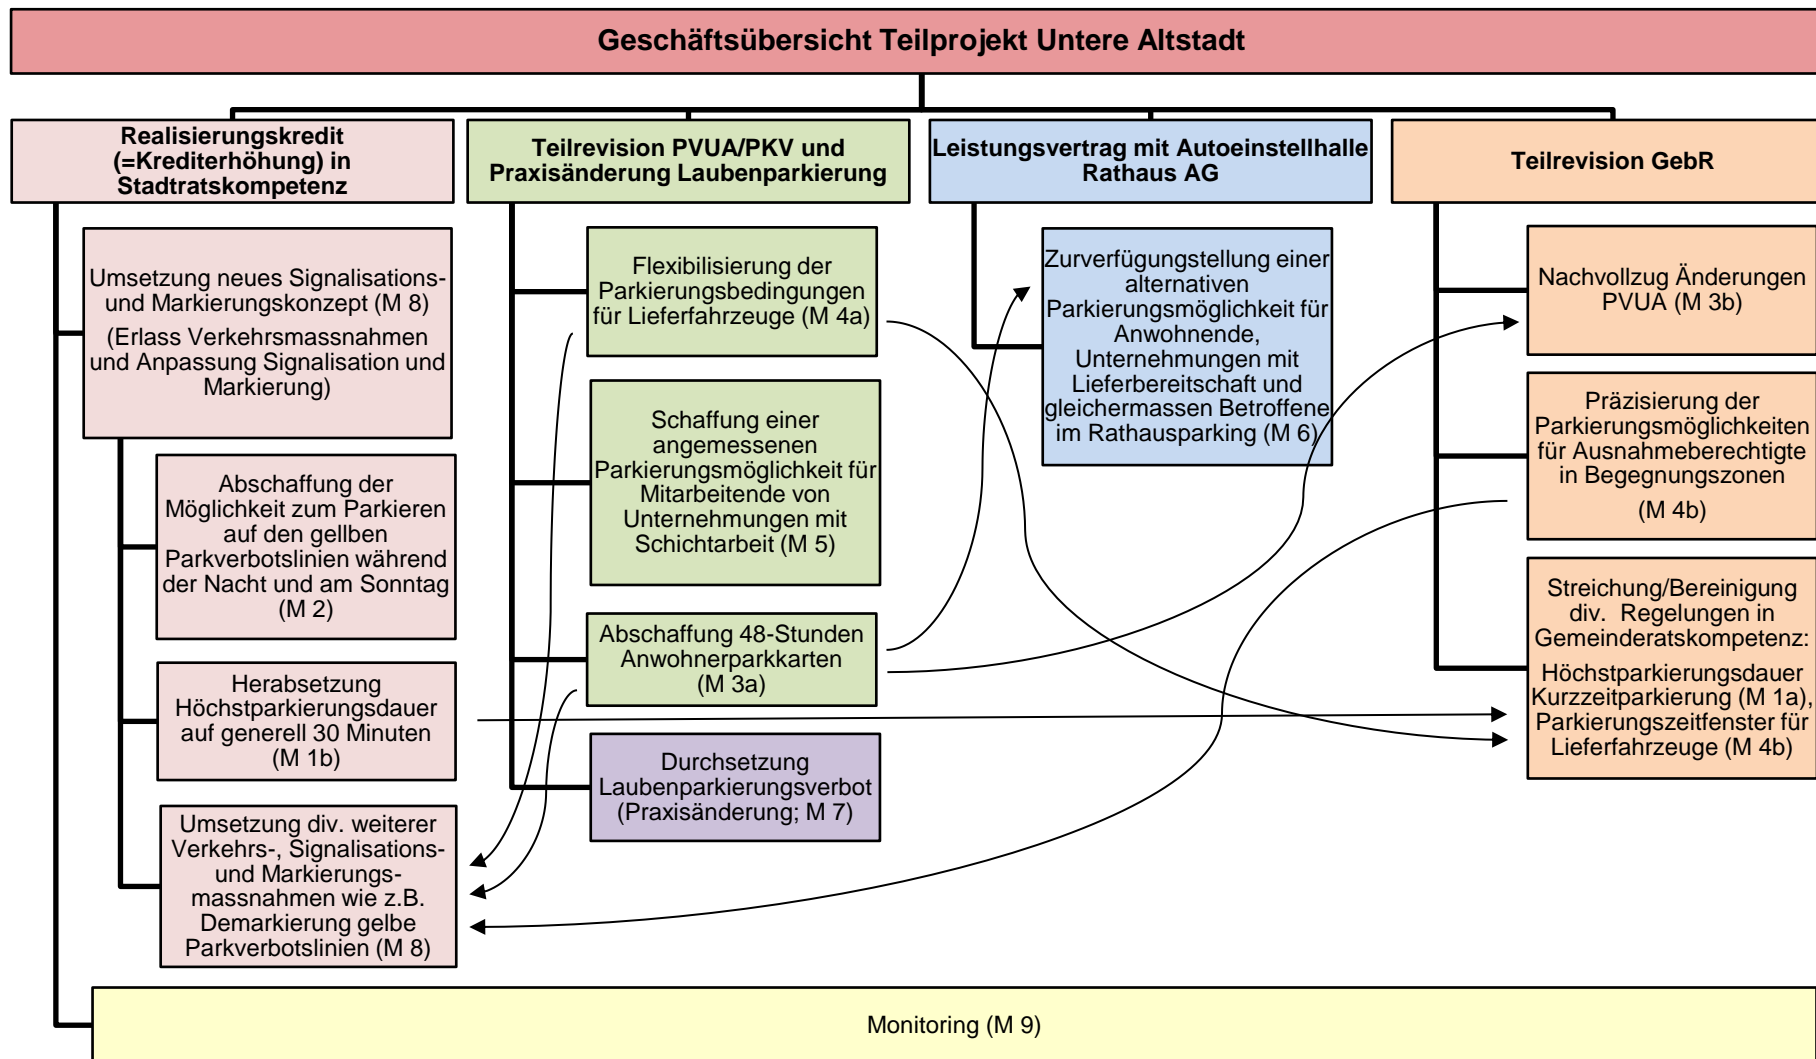 Geschäftsübersicht Teilprojekt Untere Altstadt
Realisierungskredit
(=Krediterhöhung) in
Stadtratskompetenz
Umsetzung neues Signalisations-
und Markierungskonzept (M 8)
(Erlass Verkehrsmassnahmen
und Anpassung Signalisation und
Markierung)
Abschaffung der
Möglichkeit zum Parkieren
auf den gellben
Parkverbotslinien während
der Nacht und am Sonntag
(M 2)
Herabsetzung
Höchstparkierungsdauer
auf generell 30 Minuten
(M 1b)
Umsetzung div. weiterer
Verkehrs-, Signalisations-
und Markierungs-
massnahmen wie z.B.
Demarkierung gelbe
Parkverbotslinien (M 8)
Teilrevision PVUA/PKV und
Praxisänderung Laubenparkierung
Flexibilisierung der
Parkierungsbedingungen
für Lieferfahrzeuge (M 4a)
Schaffung einer
angemessenen
Parkierungsmöglichkeit für
Mitarbeitende von
Unternehmungen mit
Schichtarbeit (M 5)
Abschaffung 48-Stunden
Anwohnerparkkarten
(M 3a)
Durchsetzung
Laubenparkierungsverbot
(Praxisänderung; M 7)
Leistungsvertrag mit Autoeinstellhalle
Rathaus AG
Zurverfügungstellung einer
alternativen
Parkierungsmöglichkeit für
Anwohnende,
Unternehmungen mit
Lieferbereitschaft und
gleichermassen Betroffene
im Rathausparking (M 6)
Teilrevision GebR
Nachvollzug Änderungen
PVUA (M 3b)
Präzisierung der
Parkierungsmöglichkeiten
für Ausnahmeberechtigte
in Begegnungszonen
(M 4b)
Streichung/Bereinigung
div. Regelungen in
Gemeinderatskompetenz:
Höchstparkierungsdauer
Kurzzeitparkierung (M 1a),
Parkierungszeitfenster für
Lieferfahrzeuge (M 4b)
Monitoring (M 9)